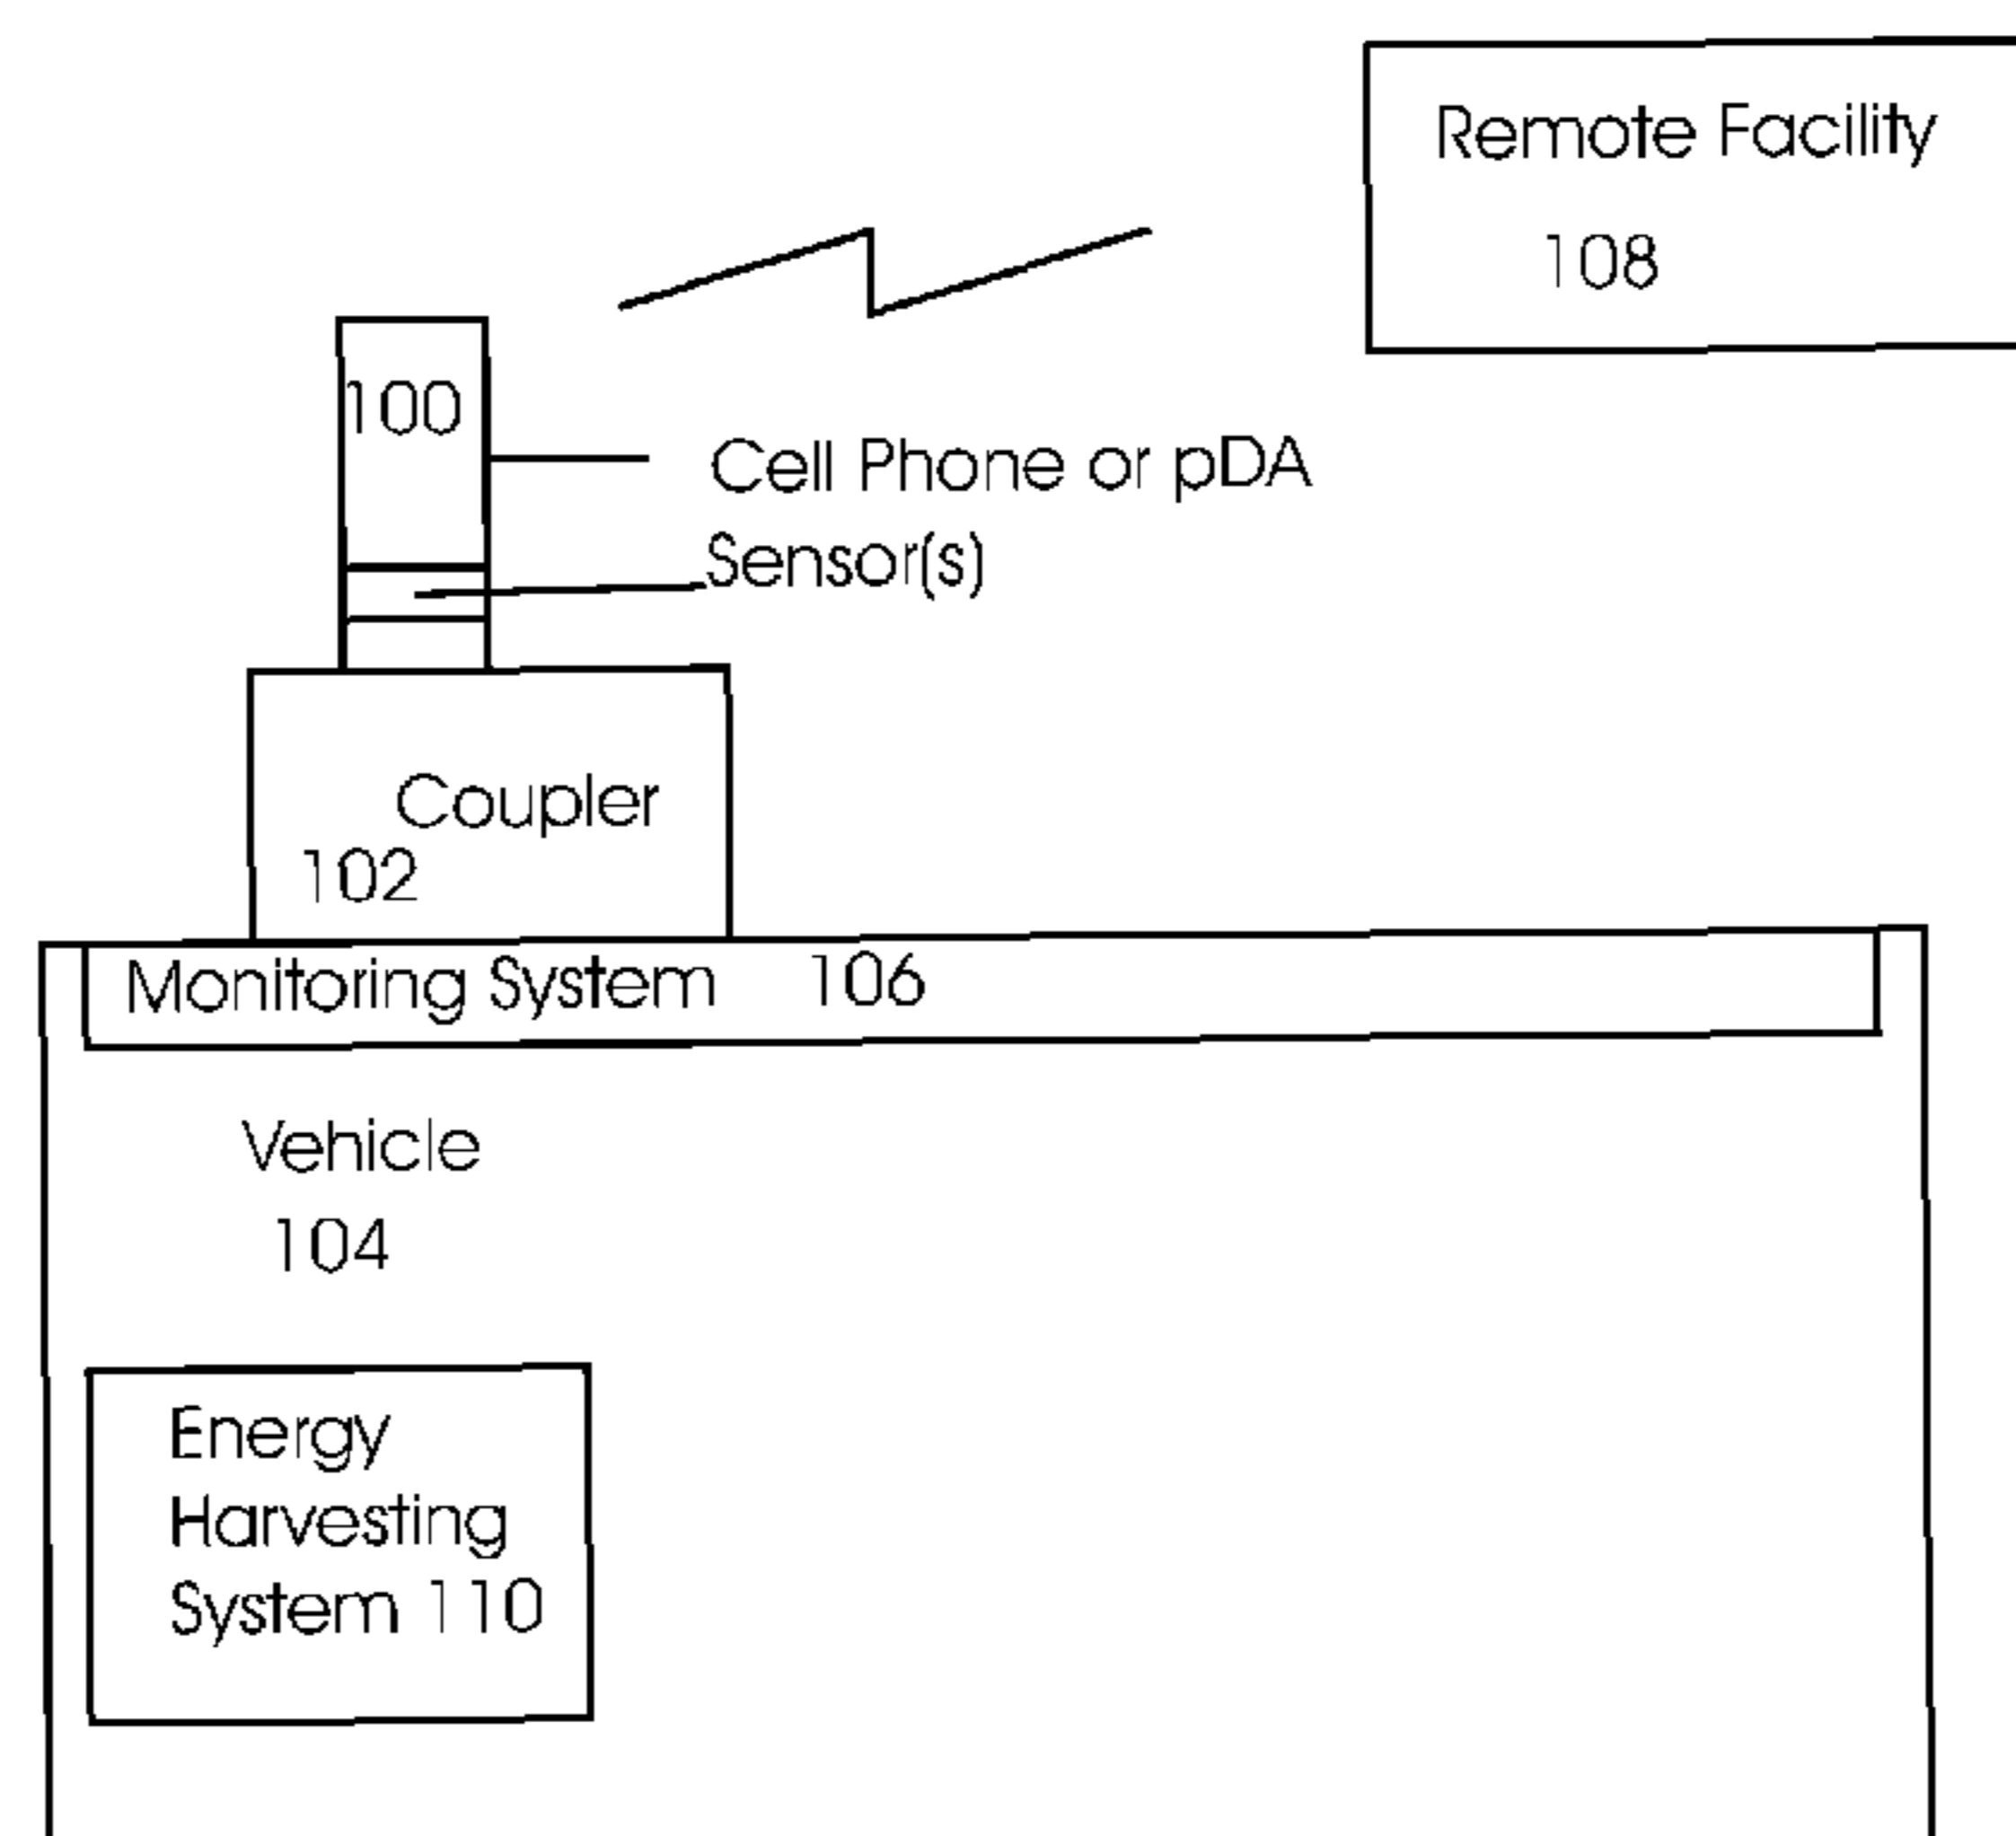 Remote Facility
108
100
Cell Phone or pDA
Sensor(s)
Coupler
102
Monitoring System 106
Vehicle
104
Energy
Harvesting
System 110